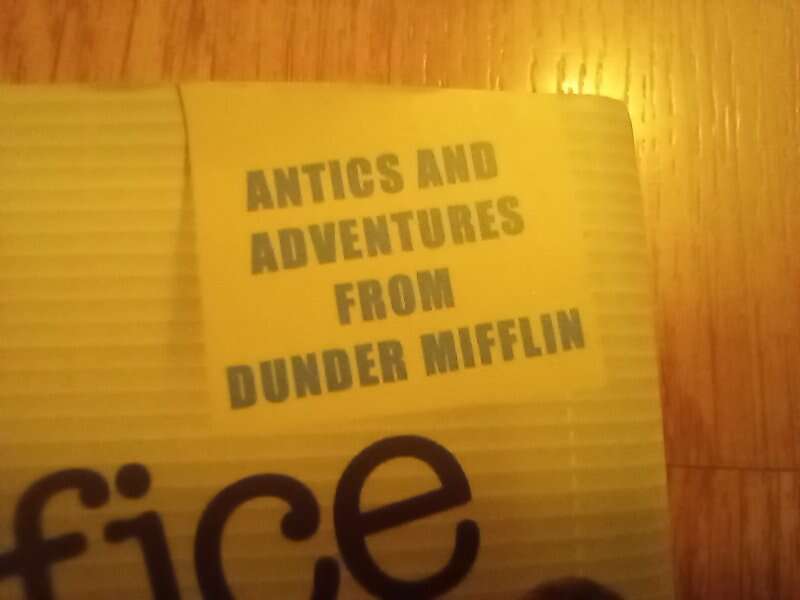 ANTICS AND
ADVENTURES
FROM
DUNDER MIFFLIN
fice